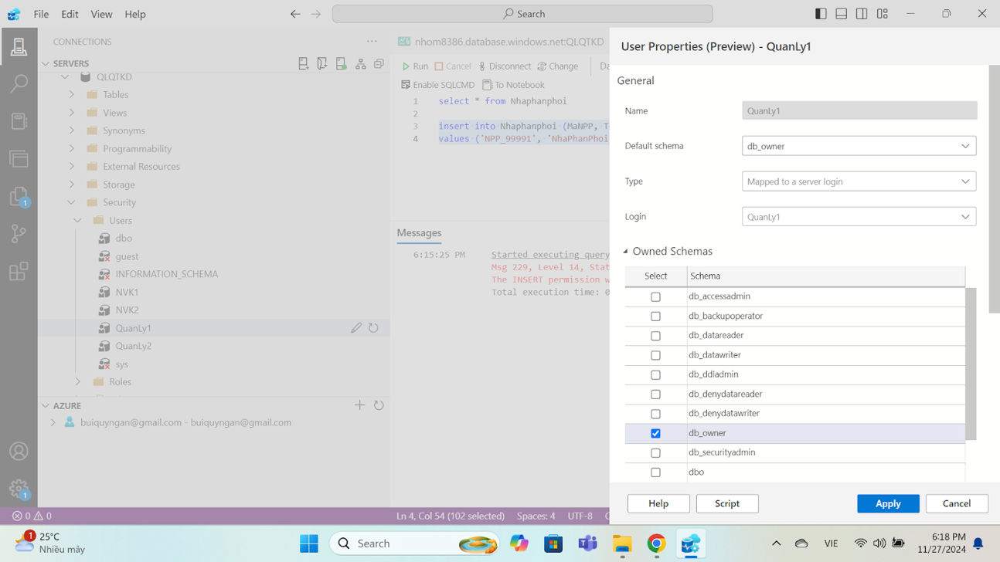 File Edit View Help
Search
CONNECTIONS
SERVERS
QLQTKD
Tables
Views
Synonyms
Programmability
External Resources
Storage
Security
Users
dbo
guest
INFORMATION_SCHEMA
NVK1
NVK2
QuanLy1
QuanLy2
sys
Roles
AZURE
buiquyngan@gmail.com - buiquyngan@gmail.com
1
1
nhom8386.database.windows.net:QLQTKD
Run Cancel Disconnect Change Da
Enable SQLCMD To Notebook
1 select * from Nhaphanphoi
2
3 insert into Nhaphanphoi (MaNPP, T
4 values ('NPP_99991', 'NhaPhanPhoi
Messages
6:15:25 PM Started executing query
Msg 229, Level 14, Stat
The INSERT permission w
Total execution time: 0
User Properties (Preview) - QuanLy1
General
Name QuanLy1
Default schema db_owner
Type Mapped to a server login
Login QuanLy1
Owned Schemas
Select Schema
db_accessadmin
db_backupoperator
db_datareader
db_datawriter
db_ddladmin
db_denydatareader
db_denydatawriter
db_owner
db_securityadmin
dbo
Help Script Apply Cancel
0 0 Ln 4, Col 54 (102 selected) Spaces: 4 UTF-8
1 25°C
Nhiều mây
Search
VIE
6:18 PM
11/27/2024